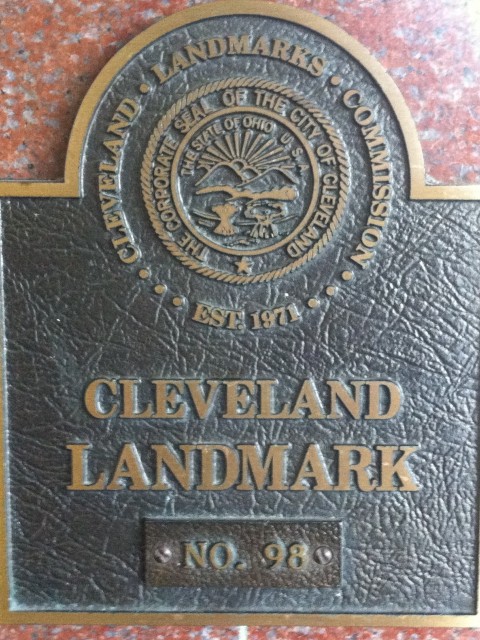 CLEVELAND • LANDMARKS • COMMISSION
THE CORPORATE SEAL OF THE CITY OF CLEVELAND
THE STATE OF OHIO U.S.A.
• • • EST. 1971 • • •
CLEVELAND
LANDMARK
NO. 98